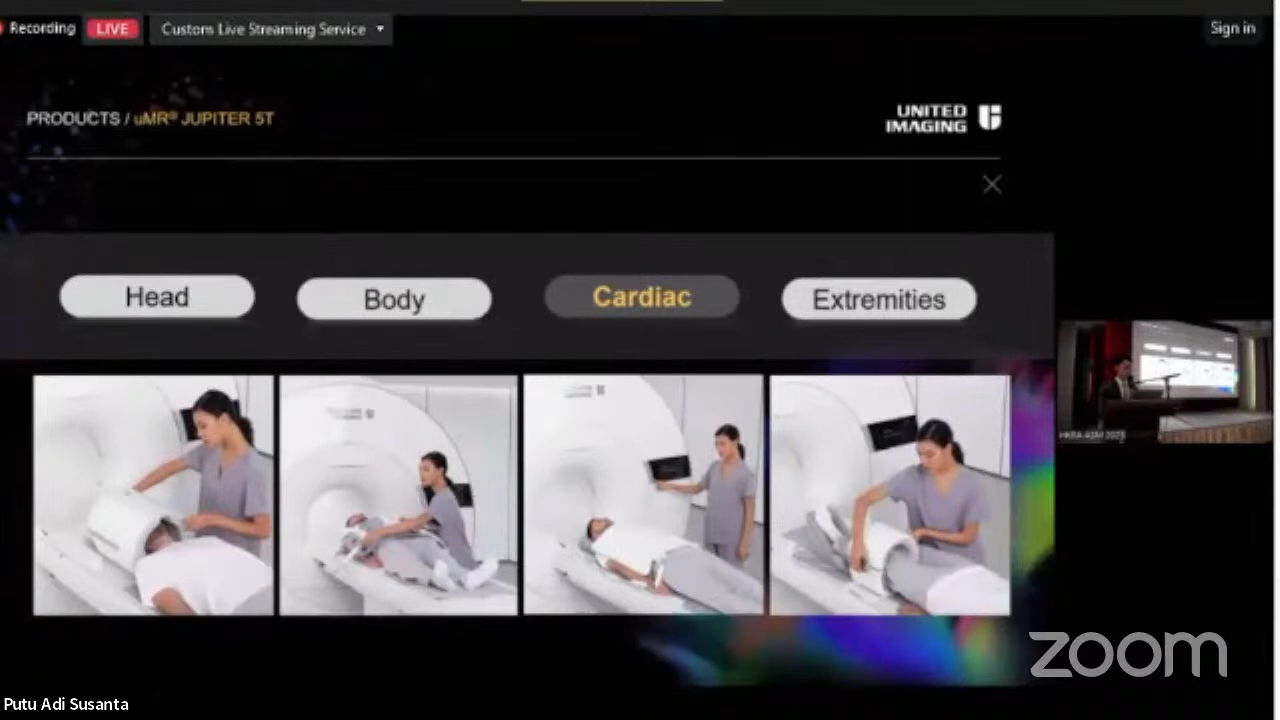 Recording
LIVE
Custom Live Streaming Service
Sign in
PRODUCTS / uMR® JUPITER 5T
UNITED
IMAGING
Head
Body
Cardiac
Extremities
zoom
Putu Adi Susanta